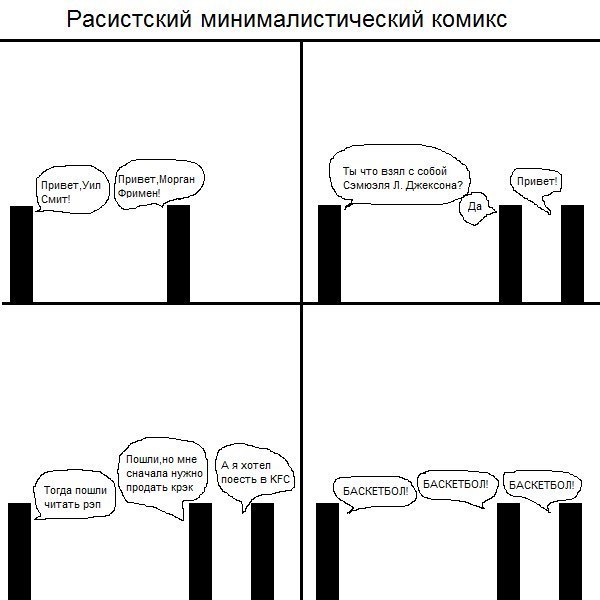 Расистский минималистический комикс
Привет,Уил
Смит!
Привет,Морган
Фримен!
Ты что взял с собой
Сэмюэля Л. Джексона?
Да
Привет!
Тогда пошли
читать рэп
Пошли,но мне
сначала нужно
продать крэк
А я хотел
поесть в KFC
БАСКЕТБОЛ!
БАСКЕТБОЛ!
БАСКЕТБОЛ!